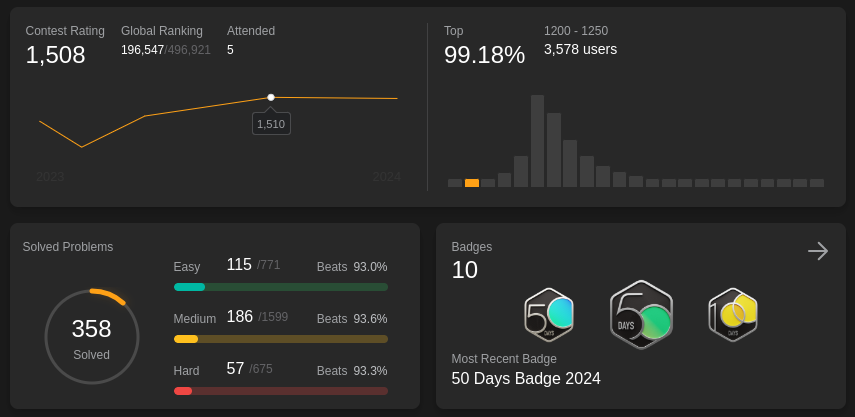 Contest Rating
1,508
Global Ranking
196,547/496,921
Attended
5
1,510
2023
2024
Top
99.18%
1200 - 1250
3,578 users
Solved Problems
358
Solved
Easy 115 /771 Beats 93.0%
Medium 186 /1599 Beats 93.6%
Hard 57 /675 Beats 93.3%
Badges
10
50
DAYS
50
DAYS
100
DAYS
Most Recent Badge
50 Days Badge 2024